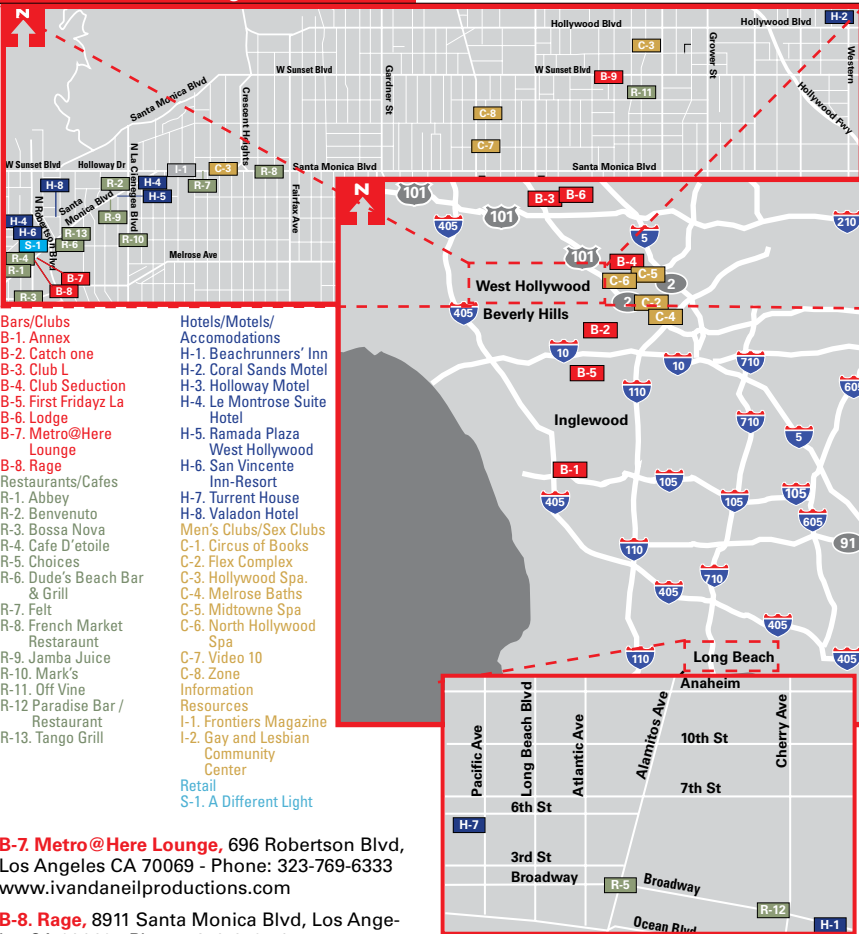 N
Hollywood Blvd
Hollywood Blvd
H-2
C-3
Grower St
Western
W Sunset Blvd
Gardner St
W Sunset Blvd
B-9
R-11
Hollywood Fwy
Santa Monica Blvd
Crescent Heights
C-8
C-7
W Sunset Blvd
Holloway Dr
N La Cienegea Blvd
I-1
C-3
R-8
Santa Monica Blvd
Santa Monica Blvd
H-8
R-2
H-4
R-7
H-5
Fairfax Ave
N Robertson Blvd
Santa Monica Blvd
R-9
H-4
H-6
R-13
S-1
R-6
R-10
R-4
Melrose Ave
R-1
B-7
B-8
R-3
N
101
B-3
B-6
101
405
5
210
101
B-4
C-5
C-6
2
West Hollywood
2
C-2
C-4
405
Beverly Hills
B-2
10
10
710
B-5
110
605
Inglewood
710
5
B-1
105
105
105
405
605
110
91
710
405
405
110
Long Beach
405
Bars/Clubs
B-1. Annex
B-2. Catch one
B-3. Club L
B-4. Club Seduction
B-5. First Fridayz La
B-6. Lodge
B-7. Metro@Here
Lounge
B-8. Rage
Restaurants/Cafes
R-1. Abbey
R-2. Benvenuto
R-3. Bossa Nova
R-4. Cafe D'etoile
R-5. Choices
R-6. Dude's Beach Bar
& Grill
R-7. Felt
R-8. French Market
Restaraunt
R-9. Jamba Juice
R-10. Mark's
R-11. Off Vine
R-12 Paradise Bar /
Restaurant
R-13. Tango Grill
Hotels/Motels/
Accomodations
H-1. Beachrunners' Inn
H-2. Coral Sands Motel
H-3. Holloway Motel
H-4. Le Montrose Suite
Hotel
H-5. Ramada Plaza
West Hollywood
H-6. San Vincente
Inn-Resort
H-7. Turrent House
H-8. Valadon Hotel
Men's Clubs/Sex Clubs
C-1. Circus of Books
C-2. Flex Complex
C-3. Hollywood Spa.
C-4. Melrose Baths
C-5. Midtowne Spa
C-6. North Hollywood
Spa
C-7. Video 10
C-8. Zone
Information
Resources
I-1. Frontiers Magazine
I-2. Gay and Lesbian
Community
Center
Retail
S-1. A Different Light
Anaheim
Pacific Ave
Long Beach Blvd
Atlantic Ave
Alamitos Ave
Cherry Ave
10th St
7th St
6th St
H-7
3rd St
Broadway
R-5
Broadway
R-12
Ocean Blvd
H-1
B-7. Metro@Here Lounge, 696 Robertson Blvd,
Los Angeles CA 70069 - Phone: 323-769-6333
www.ivandaneilproductions.com
B-8. Rage, 8911 Santa Monica Blvd, Los Ange-